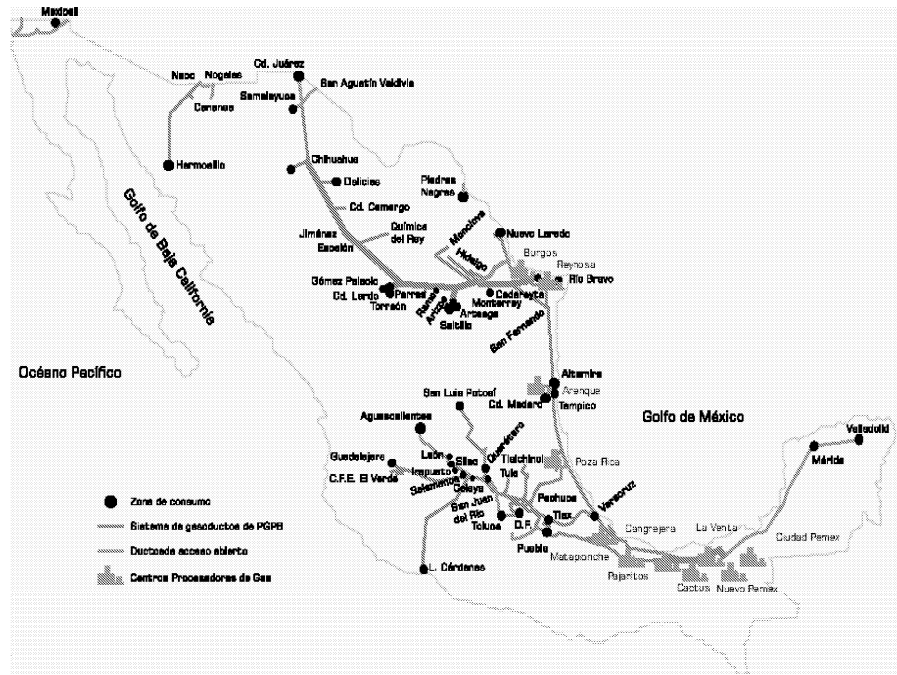 Mexicali
Cd. Juárez
Naco
Nogales
San Agustín Valdivia
Samalayuca
Cananea
Hermosillo
Chihuahua
Delicias
Piedras
Negras
Cd. Camargo
Golfo de Baja California
Química
del Rey
Jiménez
Escalón
Monclova
Hidalgo
Nuevo Laredo
Burgos
Reynosa
Río Bravo
Gómez Palacio
Cd. Lerdo
Parras
Torreón
Ramos
Arizpe
Arteaga
Saltillo
Cadereyta
Monterrey
San Fernando
Océano Pacífico
Altamira
Arenque
Cd. Madero
Tampico
Golfo de México
San Luis Potosí
Aguascalientes
Valladolid
Mérida
Guadalajara
C.F.E. El Verde
León
Silao
Irapuato
Salamanca
Celaya
Querétaro
Tlalchinol
Tula
Poza Rica
San Juan
del Río
Pachuca
Toluca
D.F.
Tlax
Puebla
Veracruz
L. Cárdenas
Matapionche
Cangrejera
Pajaritos
La Venta
Cactus
Nuevo Pemex
Ciudad Pemex
Zona de consumo
Sistema de gasoductos de PGPB
Ductos de acceso abierto
Centros Procesadores de Gas